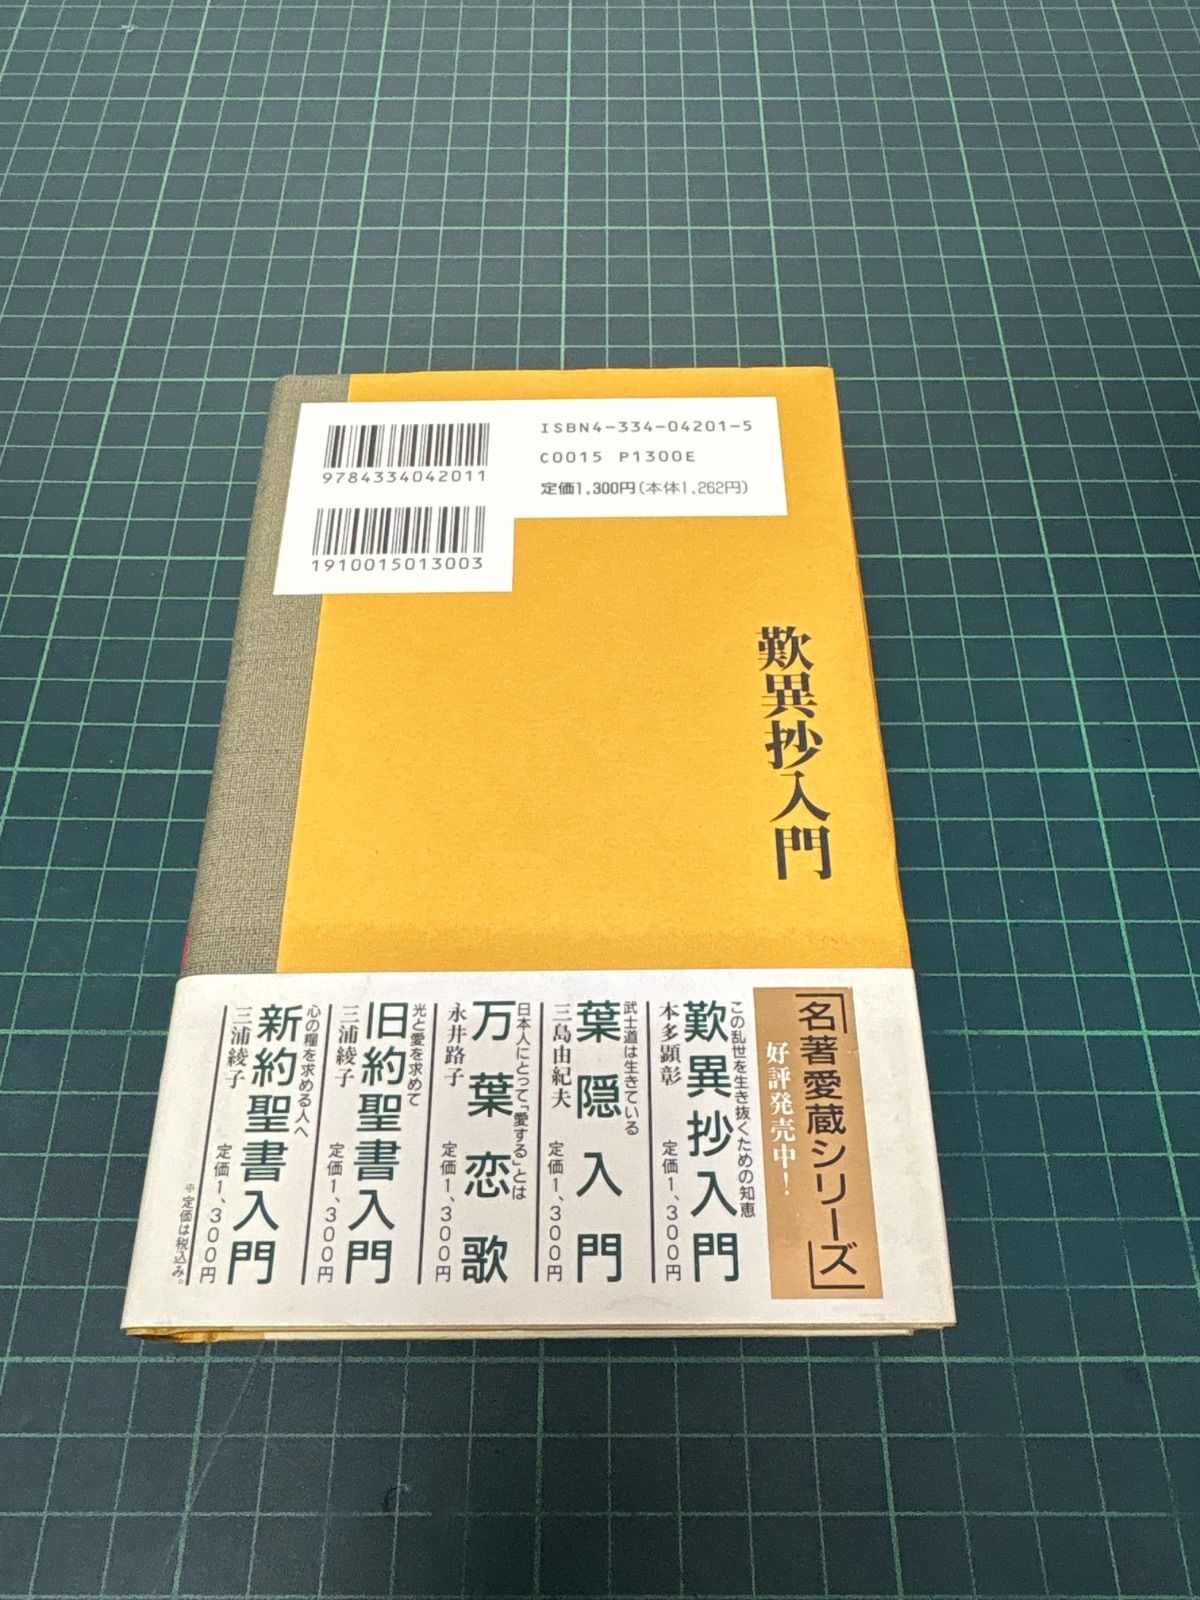 9784334042011
1910015013003
ISBN4-334-04201-5
C0015 P1300E
定価1,300円(本体1,262円)
歎異抄入門
「名著愛蔵シリーズ」
好評発売中!
この乱世を生き抜くための知恵
歎異抄入門
本多顕彰 定価1、300円
武士道は生きている
葉隠入門
三島由紀夫 定価1、300円
日本人にとって「愛する」とは
万葉恋歌
永井路子 定価1、300円
光と愛を求めて
旧約聖書入門
三浦綾子 定価1、300円
心の糧を求める人へ
新約聖書入門
三浦綾子 定価1、300円
※定価は税込み。